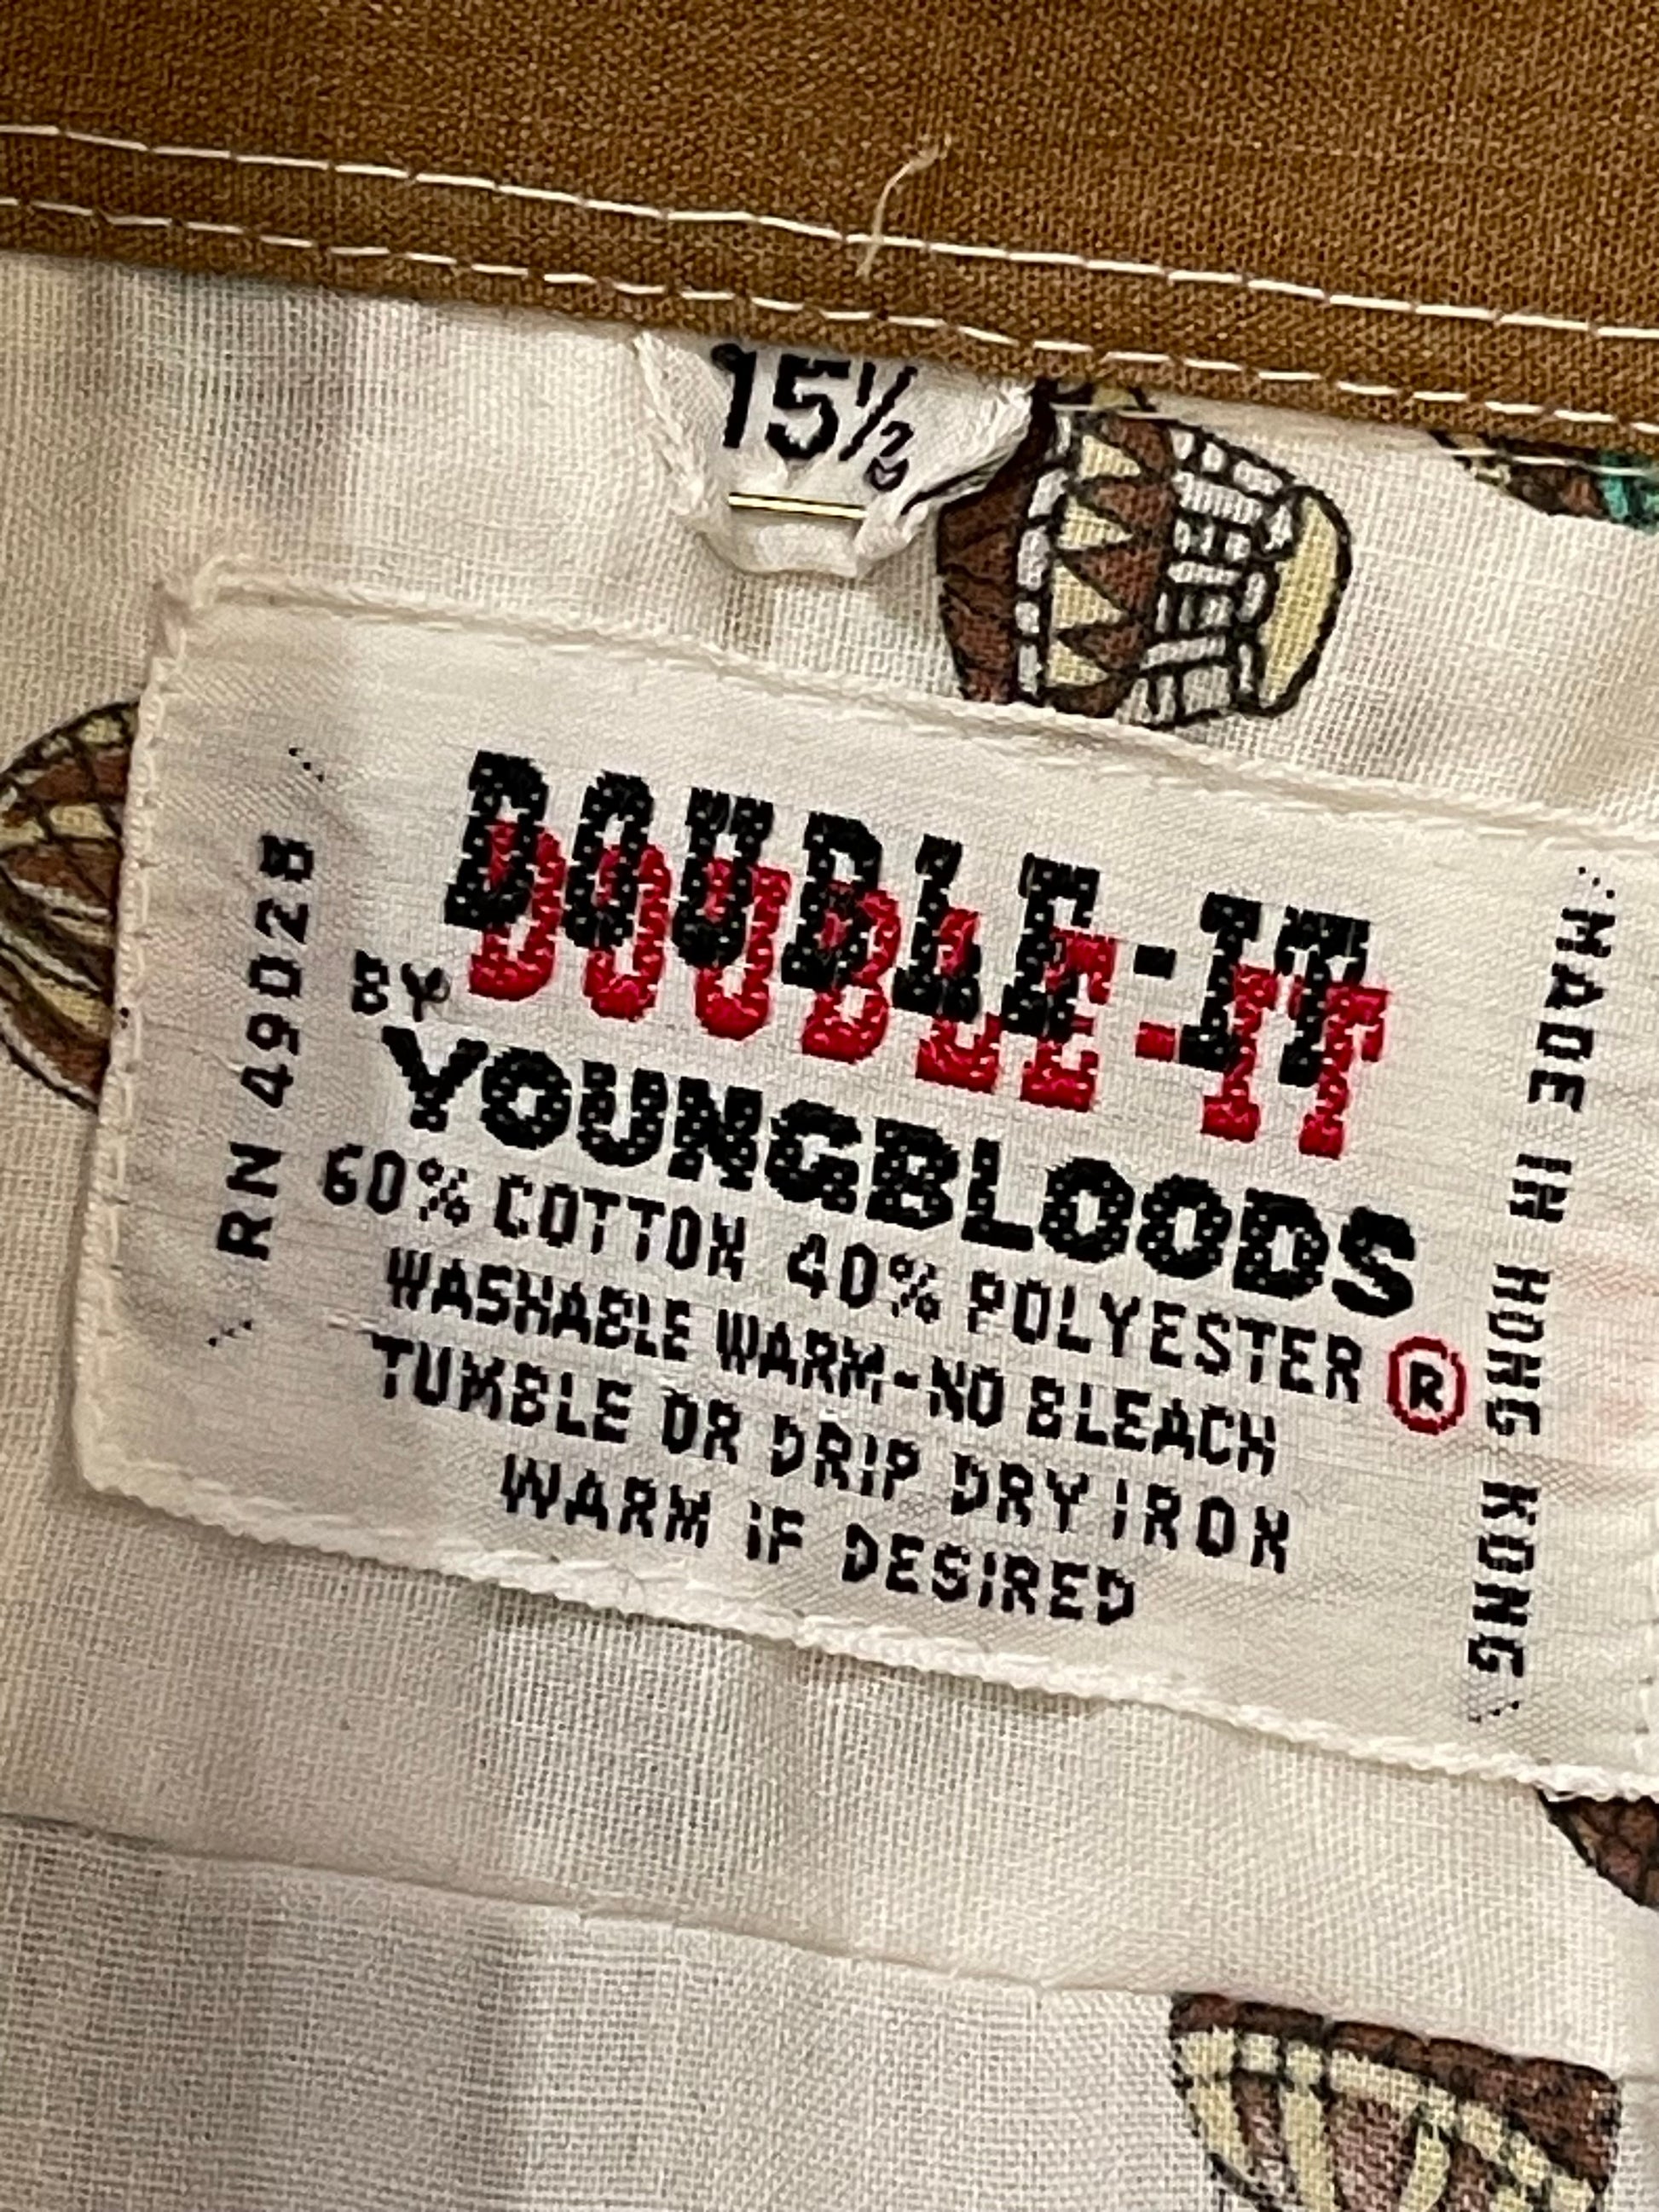 15½
DOUBLE-IT
DOUBLE-IT
BY
YOUNGBLOODS
60% COTTON 40% POLYESTER ®
WASHABLE WARM-NO BLEACH
TUMBLE OR DRIP DRY IRON
WARM IF DESIRED
RN 49028
MADE IN HONG KONG